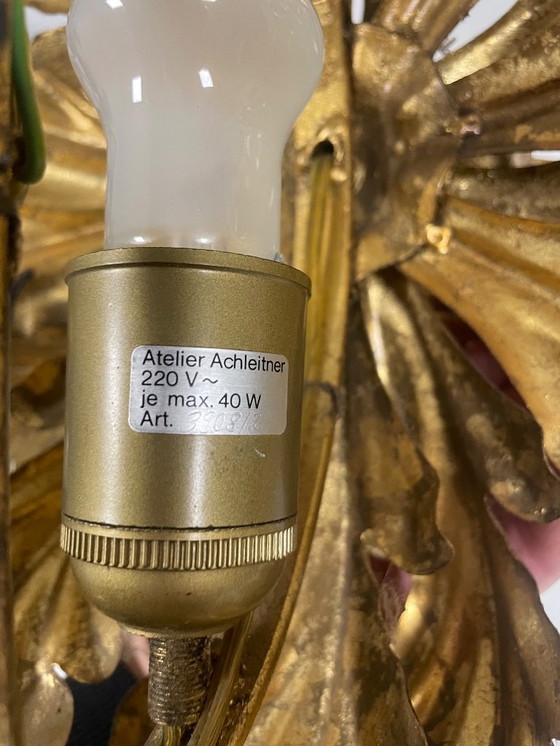 Atelier Achleitner
220 V~
je max. 40 W
Art.